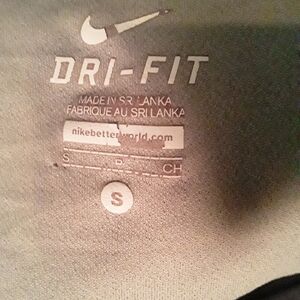 DRI-FIT
MADE IN SRI LANKA
FABRIQUE AU SRI LANKA
nikebetterworld.com
S P CH
S